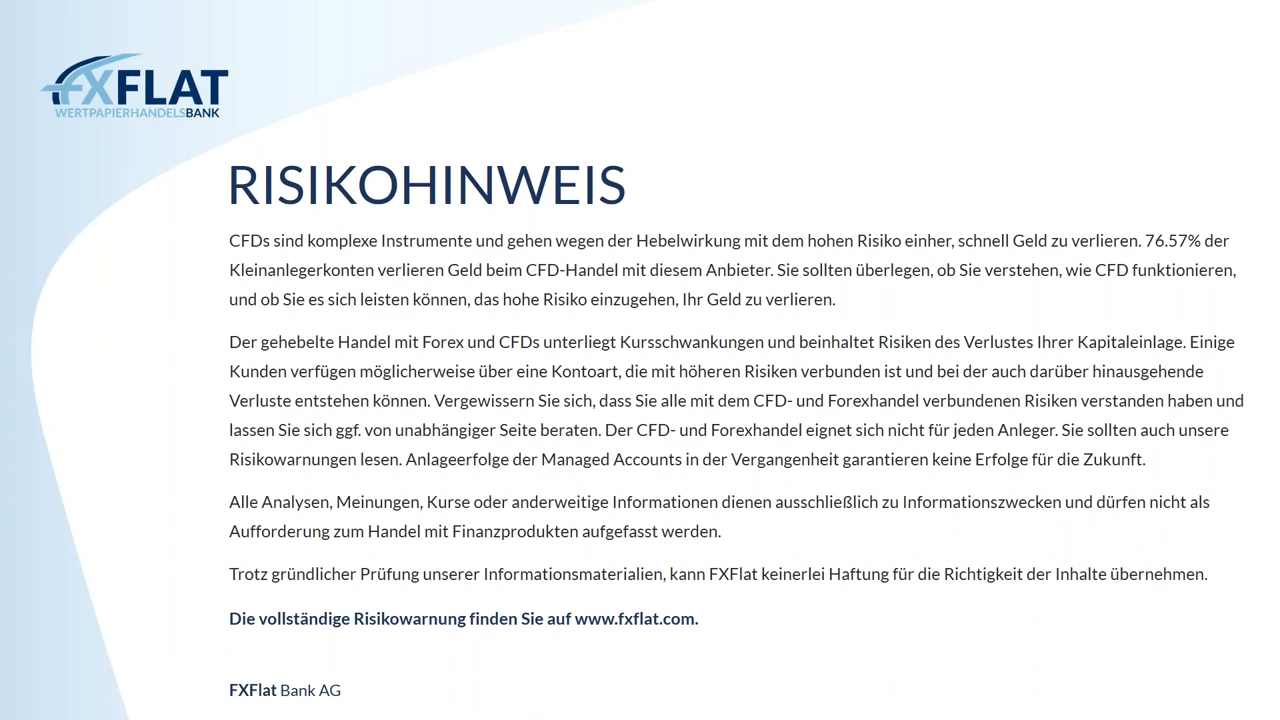 FXFLAT
WERTPAPIERHANDELSBANK
RISIKOHINWEIS
CFDs sind komplexe Instrumente und gehen wegen der Hebelwirkung mit dem hohen Risiko einher, schnell Geld zu verlieren. 76.57% der
Kleinanlegerkonten verlieren Geld beim CFD-Handel mit diesem Anbieter. Sie sollten überlegen, ob Sie verstehen, wie CFD funktionieren,
und ob Sie es sich leisten können, das hohe Risiko einzugehen, Ihr Geld zu verlieren.
Der gehebelte Handel mit Forex und CFDs unterliegt Kursschwankungen und beinhaltet Risiken des Verlustes Ihrer Kapitaleinlage. Einige
Kunden verfügen möglicherweise über eine Kontoart, die mit höheren Risiken verbunden ist und bei der auch darüber hinausgehende
Verluste entstehen können. Vergewissern Sie sich, dass Sie alle mit dem CFD- und Forexhandel verbundenen Risiken verstanden haben und
lassen Sie sich ggf. von unabhängiger Seite beraten. Der CFD- und Forexhandel eignet sich nicht für jeden Anleger. Sie sollten auch unsere
Risikowarnungen lesen. Anlageerfolge der Managed Accounts in der Vergangenheit garantieren keine Erfolge für die Zukunft.
Alle Analysen, Meinungen, Kurse oder anderweitige Informationen dienen ausschließlich zu Informationszwecken und dürfen nicht als
Aufforderung zum Handel mit Finanzprodukten aufgefasst werden.
Trotz gründlicher Prüfung unserer Informationsmaterialien, kann FXFlat keinerlei Haftung für die Richtigkeit der Inhalte übernehmen.
Die vollständige Risikowarnung finden Sie auf www.fxflat.com.
FXFlat Bank AG